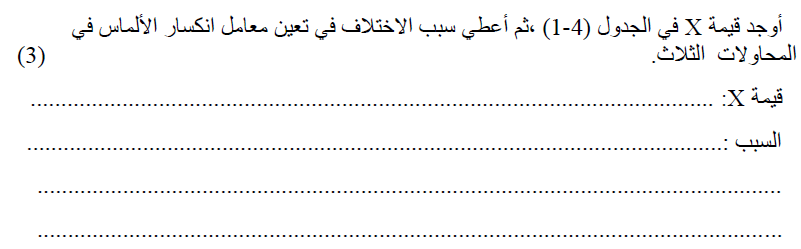 أوجد قيمة X في الجدول (4-1) ،ثم أعطي سبب الاختلاف في تعين معامل انكسار الألماس في
المحاولات الثلاث. (3)
قيمة X: ..................................................................................................
السبب :....................................................................................................
............................................................................................................
............................................................................................................